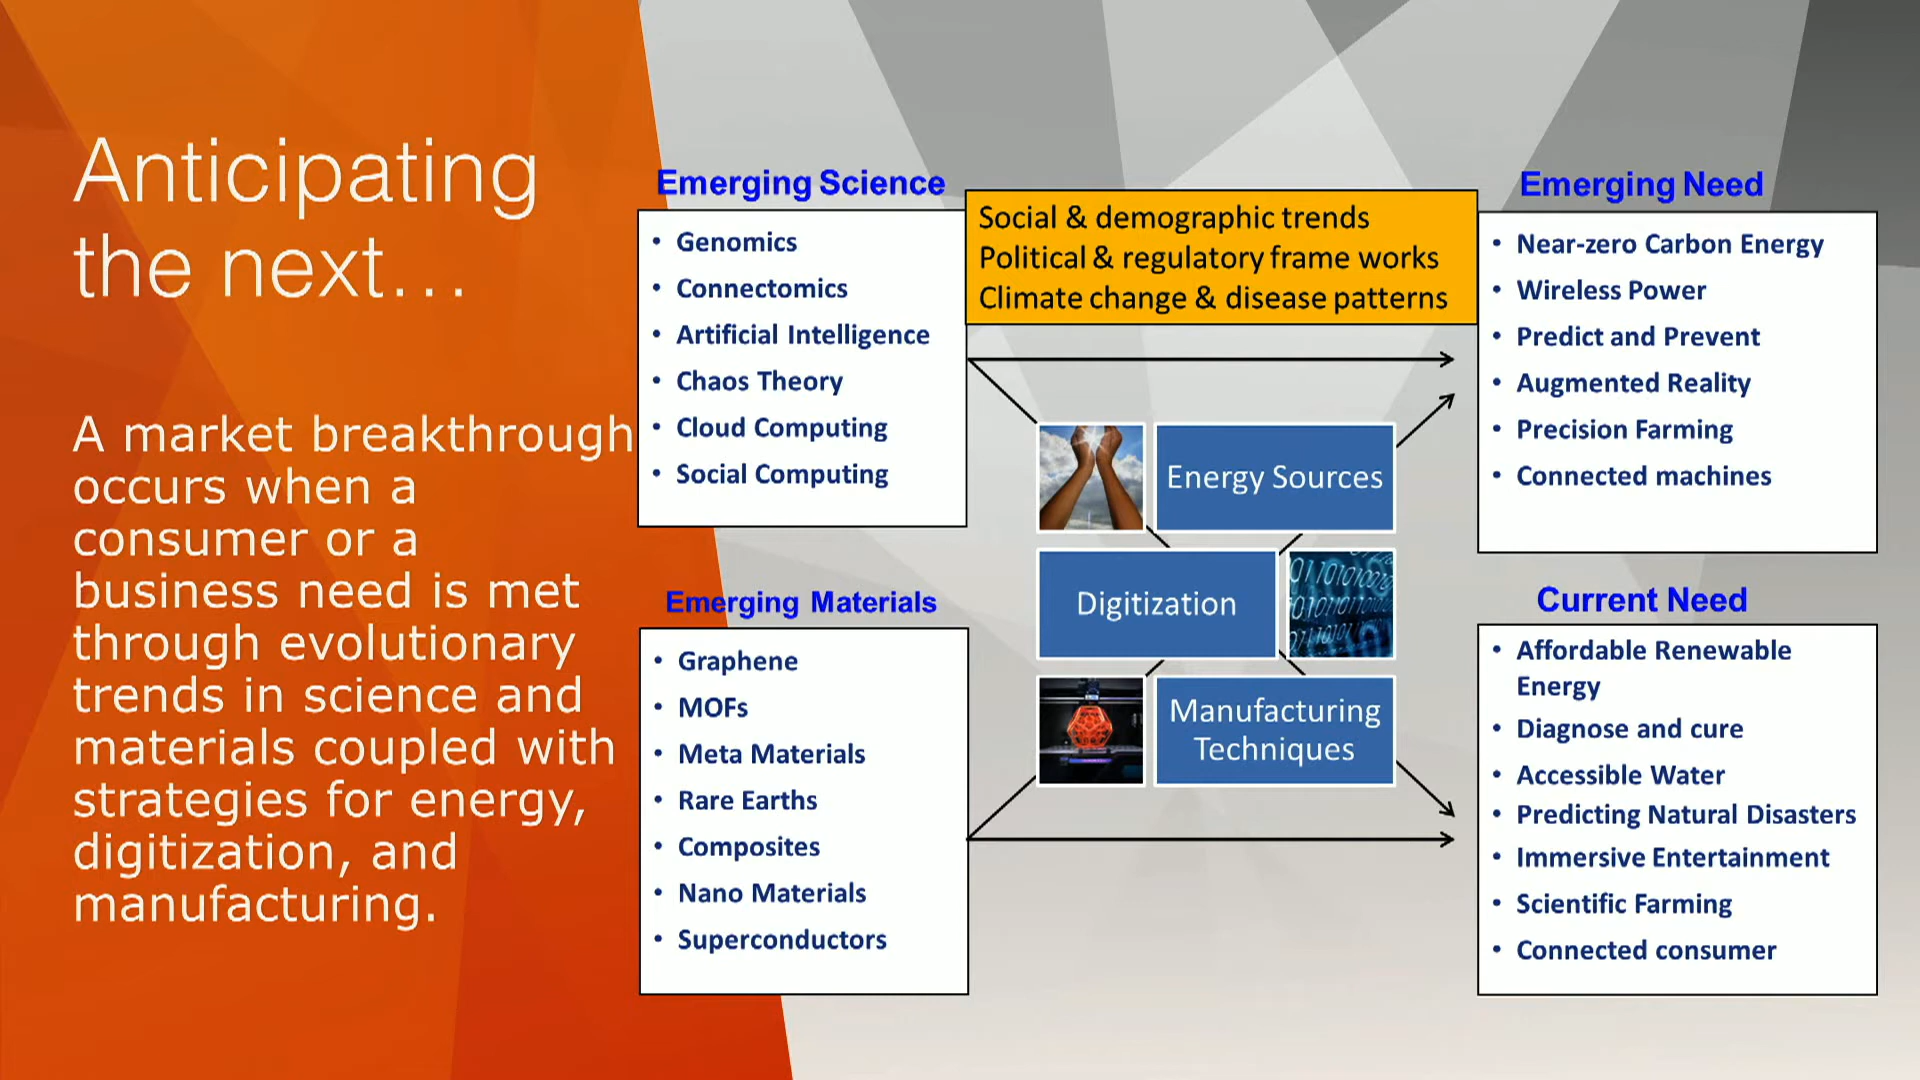 Anticipating
the next...
A market breakthrough
occurs when a
consumer or a
business need is met
through evolutionary
trends in science and
materials coupled with
strategies for energy,
digitization, and
manufacturing.
Emerging Science
• Genomics
• Connectomics
• Artificial Intelligence
• Chaos Theory
• Cloud Computing
• Social Computing
Emerging Materials
• Graphene
• MOFs
• Meta Materials
• Rare Earths
• Composites
• Nano Materials
• Superconductors
Social & demographic trends
Political & regulatory frame works
Climate change & disease patterns
Energy Sources
Digitization
Manufacturing
Techniques
Emerging Need
• Near-zero Carbon Energy
• Wireless Power
• Predict and Prevent
• Augmented Reality
• Precision Farming
• Connected machines
Current Need
• Affordable Renewable
Energy
• Diagnose and cure
• Accessible Water
• Predicting Natural Disasters
• Immersive Entertainment
• Scientific Farming
• Connected consumer